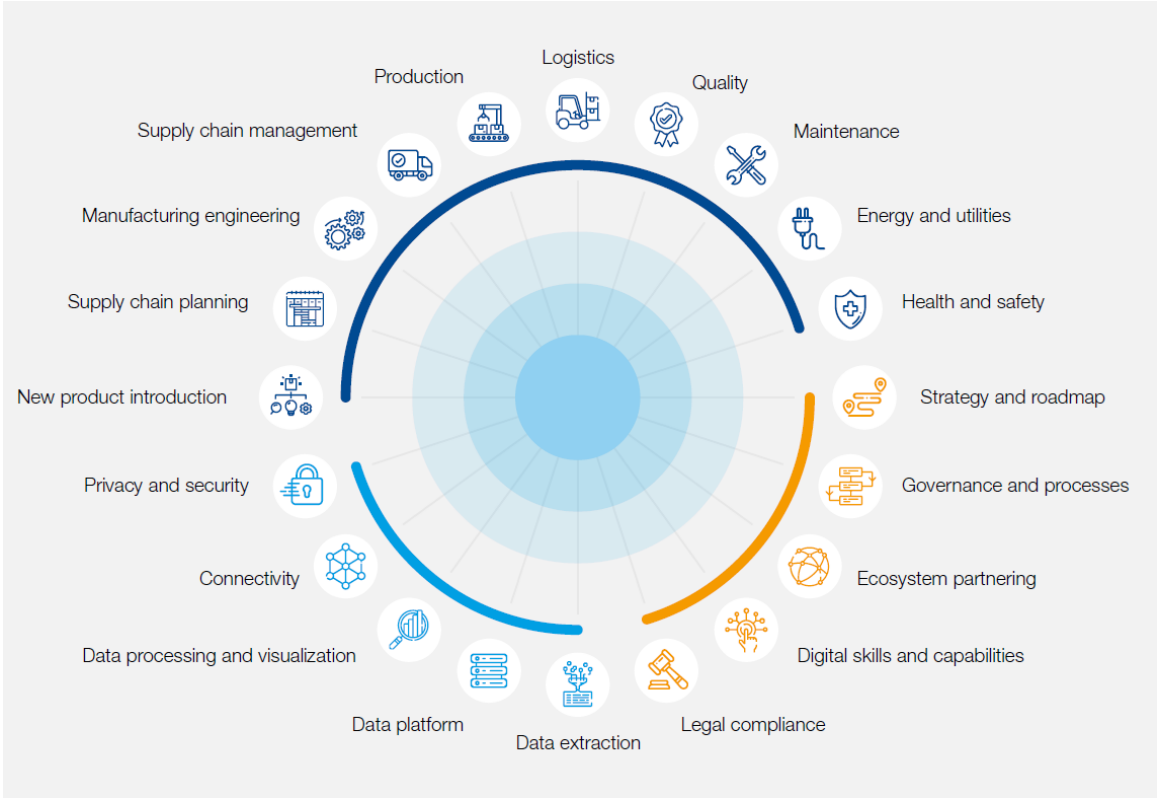 Logistics
Production
Quality
Supply chain management
Maintenance
Manufacturing engineering
Energy and utilities
Supply chain planning
Health and safety
New product introduction
Strategy and roadmap
Privacy and security
Governance and processes
Connectivity
Ecosystem partnering
Data processing and visualization
Digital skills and capabilities
Data platform
Legal compliance
Data extraction